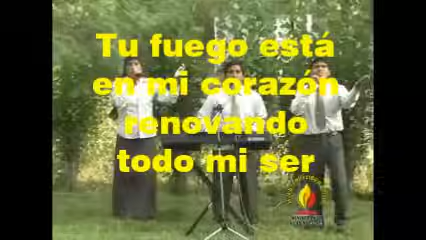 Tu fuego está
en mi corazón
renovando
todo mi ser